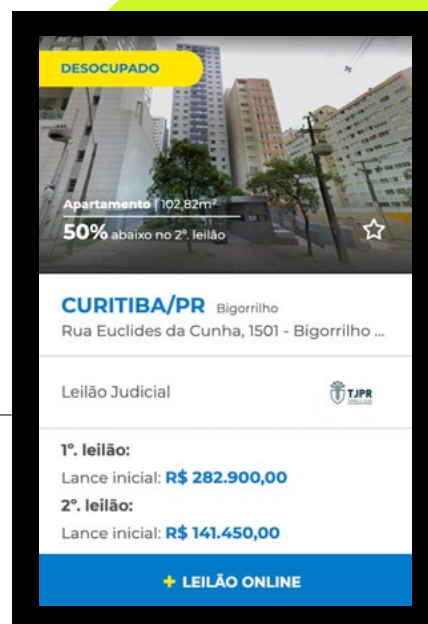 DESOCUPADO
Apartamento | 102,82m²
50% abaixo no 2º. leilão
CURITIBA/PR Bigorrilho
Rua Euclides da Cunha, 1501 - Bigorrilho ...
Leilão Judicial
TJPR
1º. leilão:
Lance inicial: R$ 282.900,00
2º. leilão:
Lance inicial: R$ 141.450,00
+ LEILÃO ONLINE